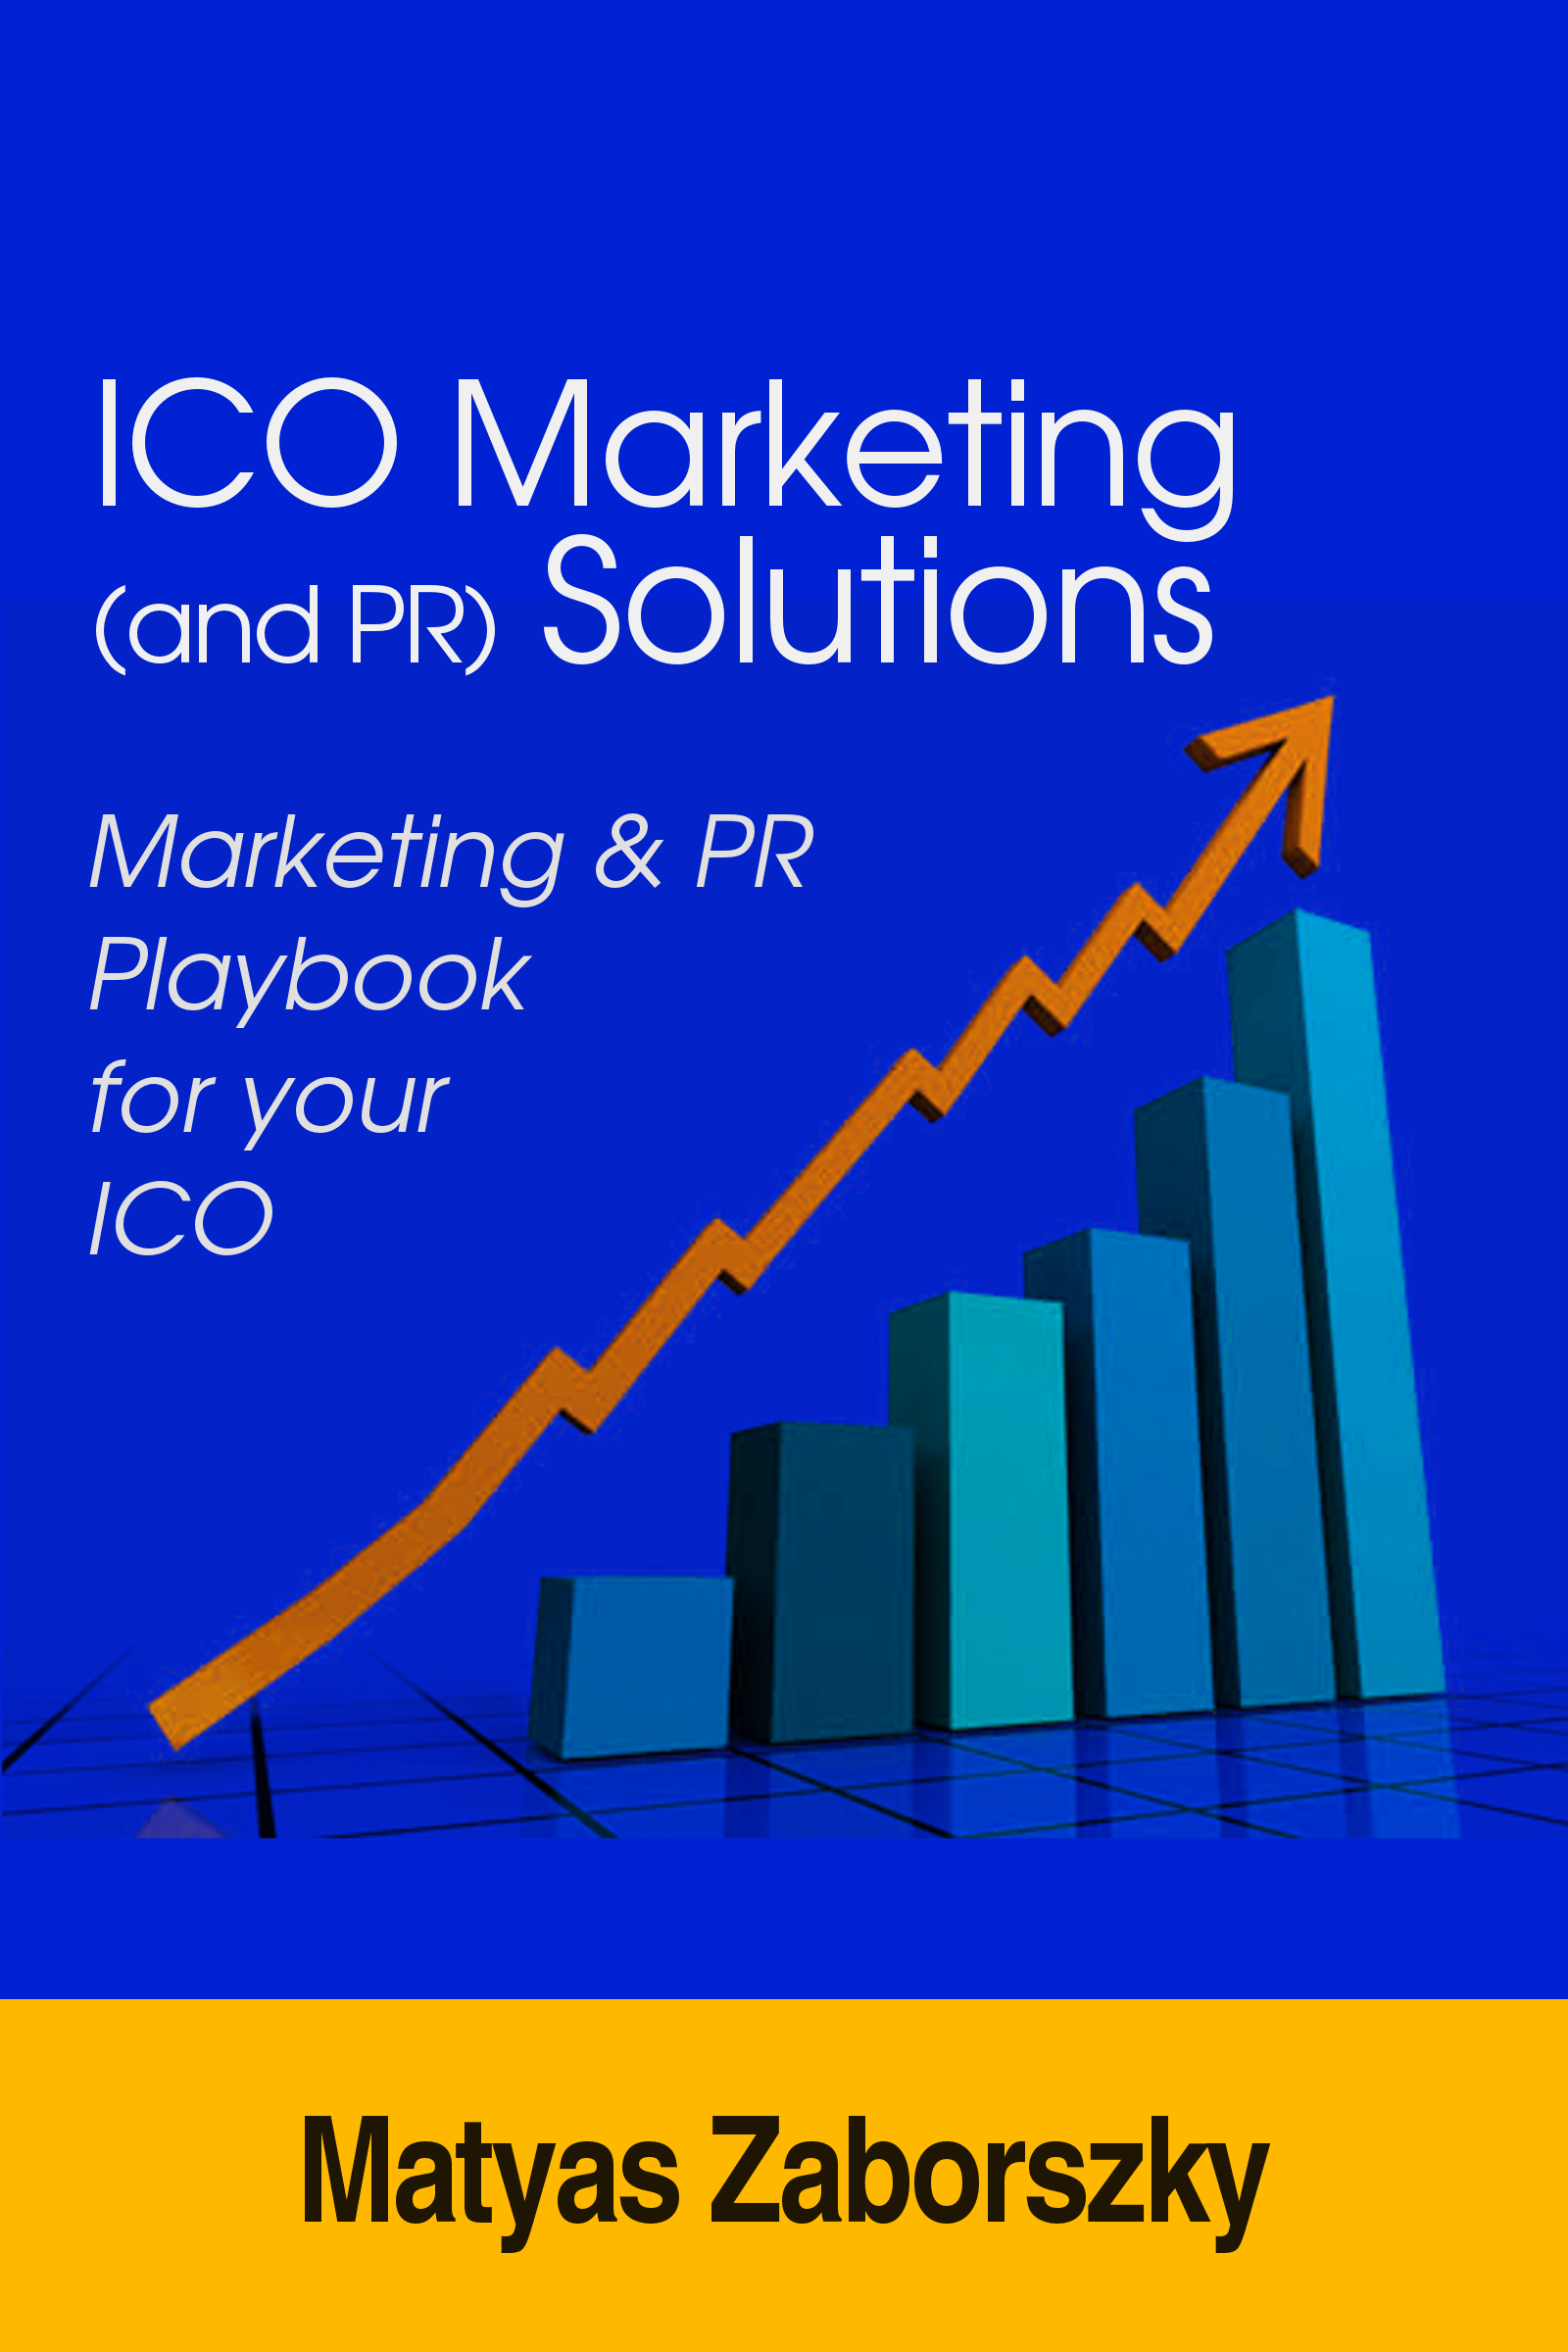 ICO Marketing
(and PR) Solutions
Marketing & PR
Playbook
for your
ICO
Matyas Zaborszky